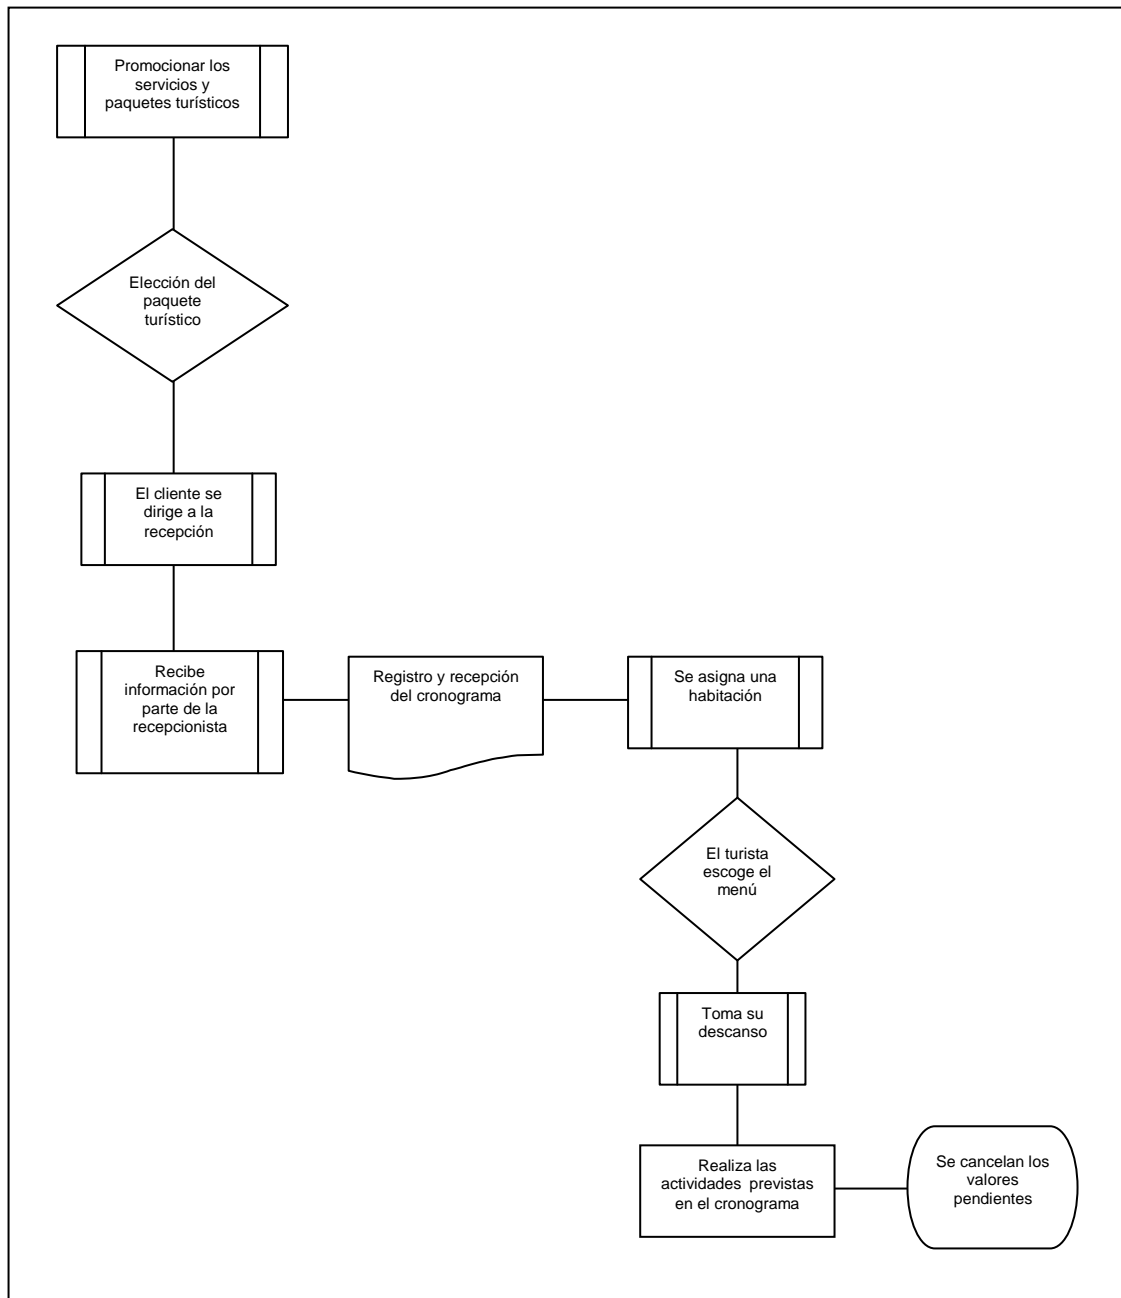 Promocionar los
servicios y
paquetes turísticos
Elección del
paquete
turístico
El cliente se
dirige a la
recepción
Recibe
información por
parte de la
recepcionista
Registro y recepción
del cronograma
Se asigna una
habitación
El turista
escoge el
menú
Toma su
descanso
Realiza las
actividades previstas
en el cronograma
Se cancelan los
valores
pendientes